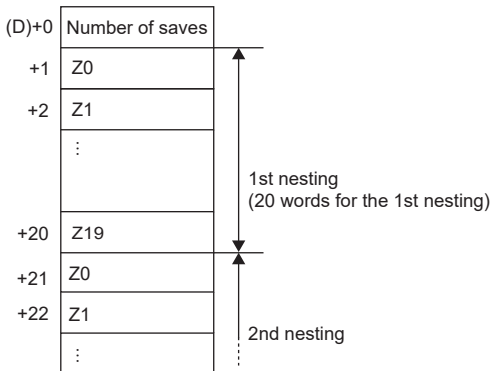 (D)+0 Number of saves
+1 Z0
+2 Z1
⋮
1st nesting
(20 words for the 1st nesting)
+20 Z19
+21 Z0
+22 Z1
2nd nesting
⋮